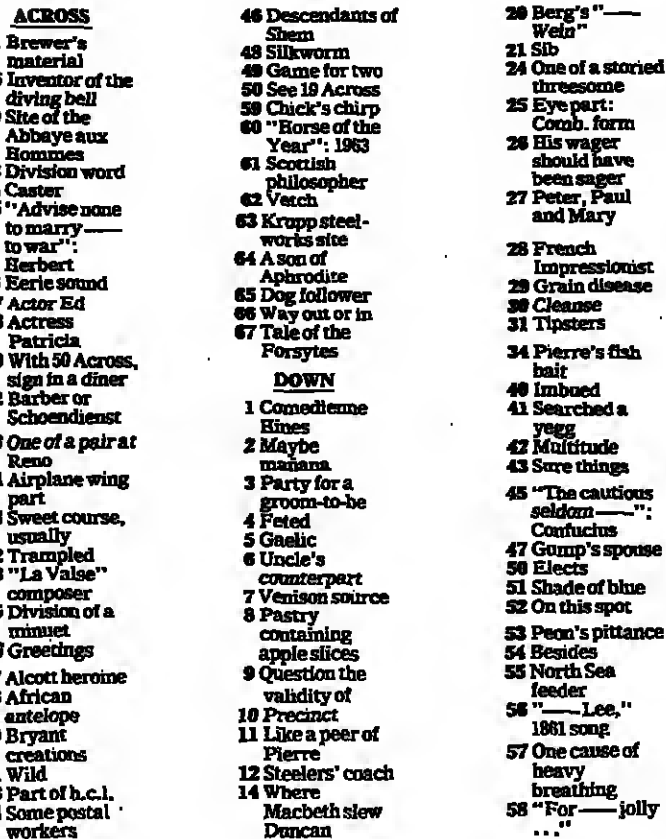 ACROSS
Brewer's
material
Inventor of the
diving bell
Site of the
Abbaye aux
Hommes
Division word
Caster
"Advise none
to marry——
to war":
Herbert
Eerie sound
Actor Ed
Actress
Patricia
With 50 Across,
sign in a diner
Barber or
Schoendienst
One of a pair at
Reno
Airplane wing
part
Sweet course,
usually
Trampled
"La Valse"
composer
Division of a
minuet
Greetings
Alcott heroine
African
antelope
Bryant
creations
Wild
Part of h.c.l.
Some postal
workers
46 Descendants of
Shem
48 Silkworm
49 Game for two
50 See 19 Across
59 Chick's chirp
60 "Horse of the
Year": 1963
61 Scottish
philosopher
62 Vetch
63 Krupp steel-
works site
64 A son of
Aphrodite
65 Dog follower
66 Way out or in
67 Tale of the
Forsytes
DOWN
1 Comedienne
Hines
2 Maybe
mañana
3 Party for a
groom-to-be
4 Feted
5 Gaelic
6 Uncle's
counterpart
7 Venison source
8 Pastry
containing
apple slices
9 Question the
validity of
10 Precinct
11 Like a peer of
Pierre
12 Steelers' coach
14 Where
Macbeth slew
Duncan
20 Berg's "——
Wein"
21 Sib
24 One of a storied
threesome
25 Eye part:
Comb. form
26 His wager
should have
been sager
27 Peter, Paul
and Mary
28 French
Impressionist
29 Grain disease
30 Cleanse
31 Tipsters
34 Pierre's fish
bait
40 Imbued
41 Searched a
yegg
42 Multitude
43 Sure things
45 "The cautious
seldom——":
Confucius
47 Gump's spouse
50 Elects
51 Shade of blue
52 On this spot
53 Peon's pittance
54 Besides
55 North Sea
feeder
56 "——Lee,"
1861 song
57 One cause of
heavy
breathing
58 "For——jolly
..."